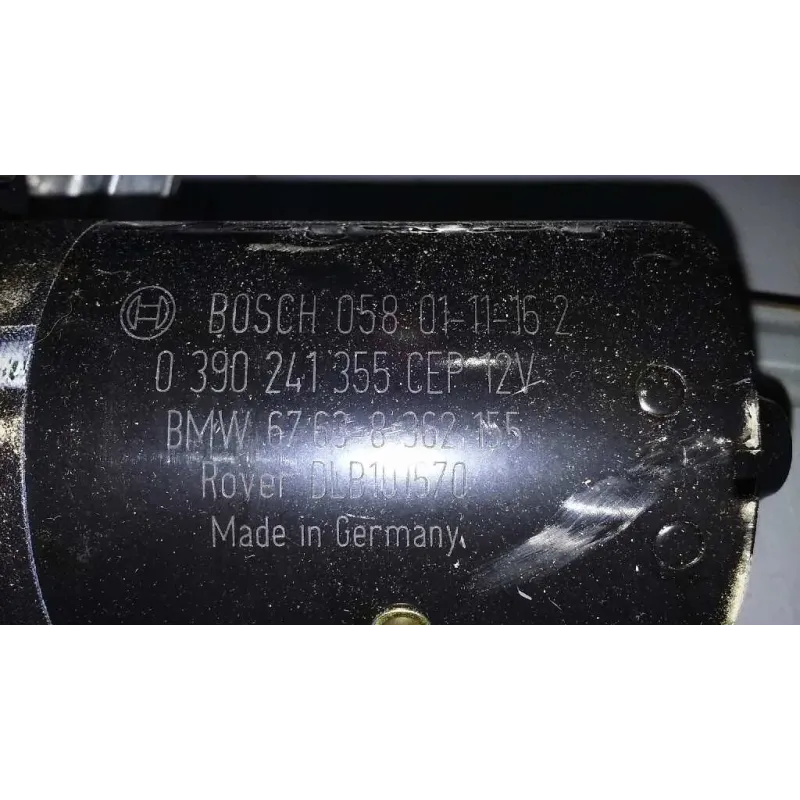 BOSCH 058 01-11-16 2
0 390 241 355 CEP 12V
BMW 67 63 8 362 155
Rover DLB101570
Made in Germany